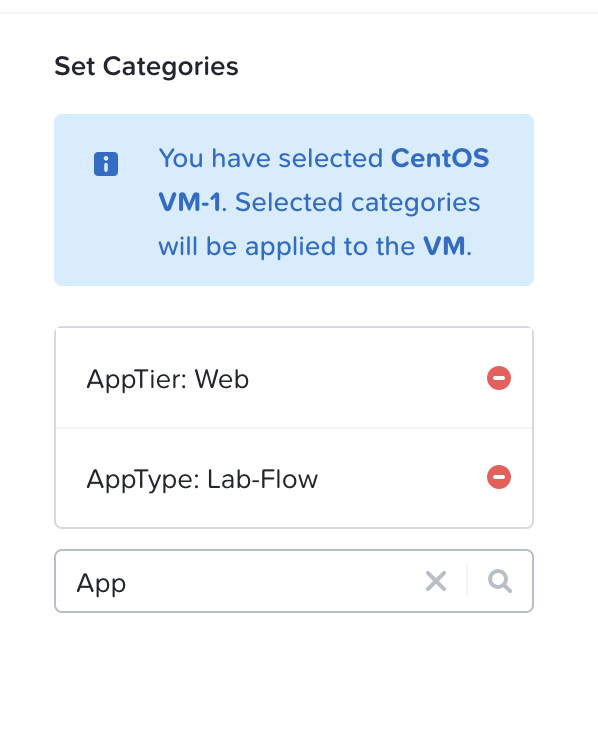 Set Categories
You have selected CentOS
VM-1. Selected categories
will be applied to the VM.
AppTier: Web
AppType: Lab-Flow
App